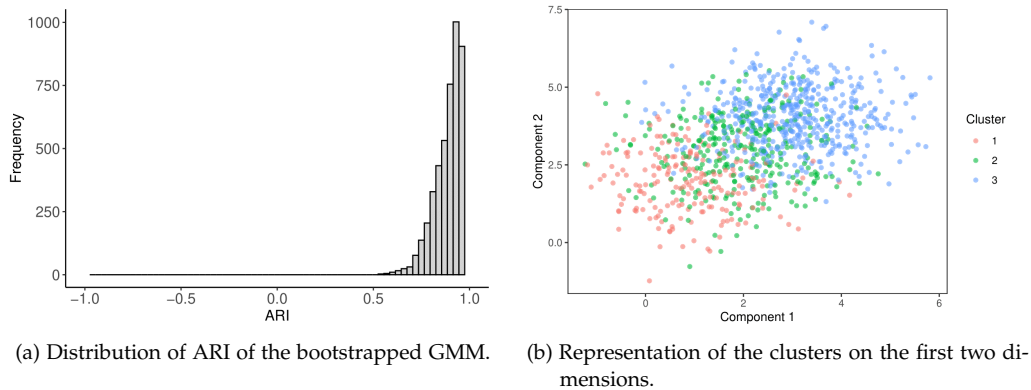 1000
750
500
250
0
Frequency
−1.0
−0.5
0.0
0.5
1.0
ARI
(a) Distribution of ARI of the bootstrapped GMM.
7.5
5.0
2.5
0.0
Component 2
0
2
4
6
Component 1
Cluster
1
2
3
(b) Representation of the clusters on the first two di-
mensions.